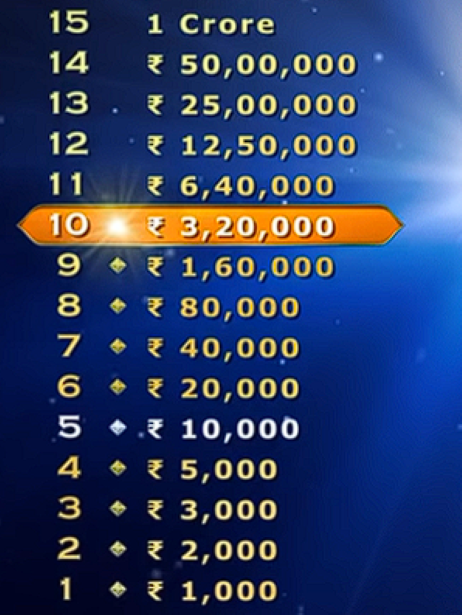 15 1 Crore
14 ₹ 50,00,000
13 ₹ 25,00,000
12 ₹ 12,50,000
11 ₹ 6,40,000
10 ₹ 3,20,000
9 ₹ 1,60,000
8 ₹ 80,000
7 ₹ 40,000
6 ₹ 20,000
5 ₹ 10,000
4 ₹ 5,000
3 ₹ 3,000
2 ₹ 2,000
1 ₹ 1,000